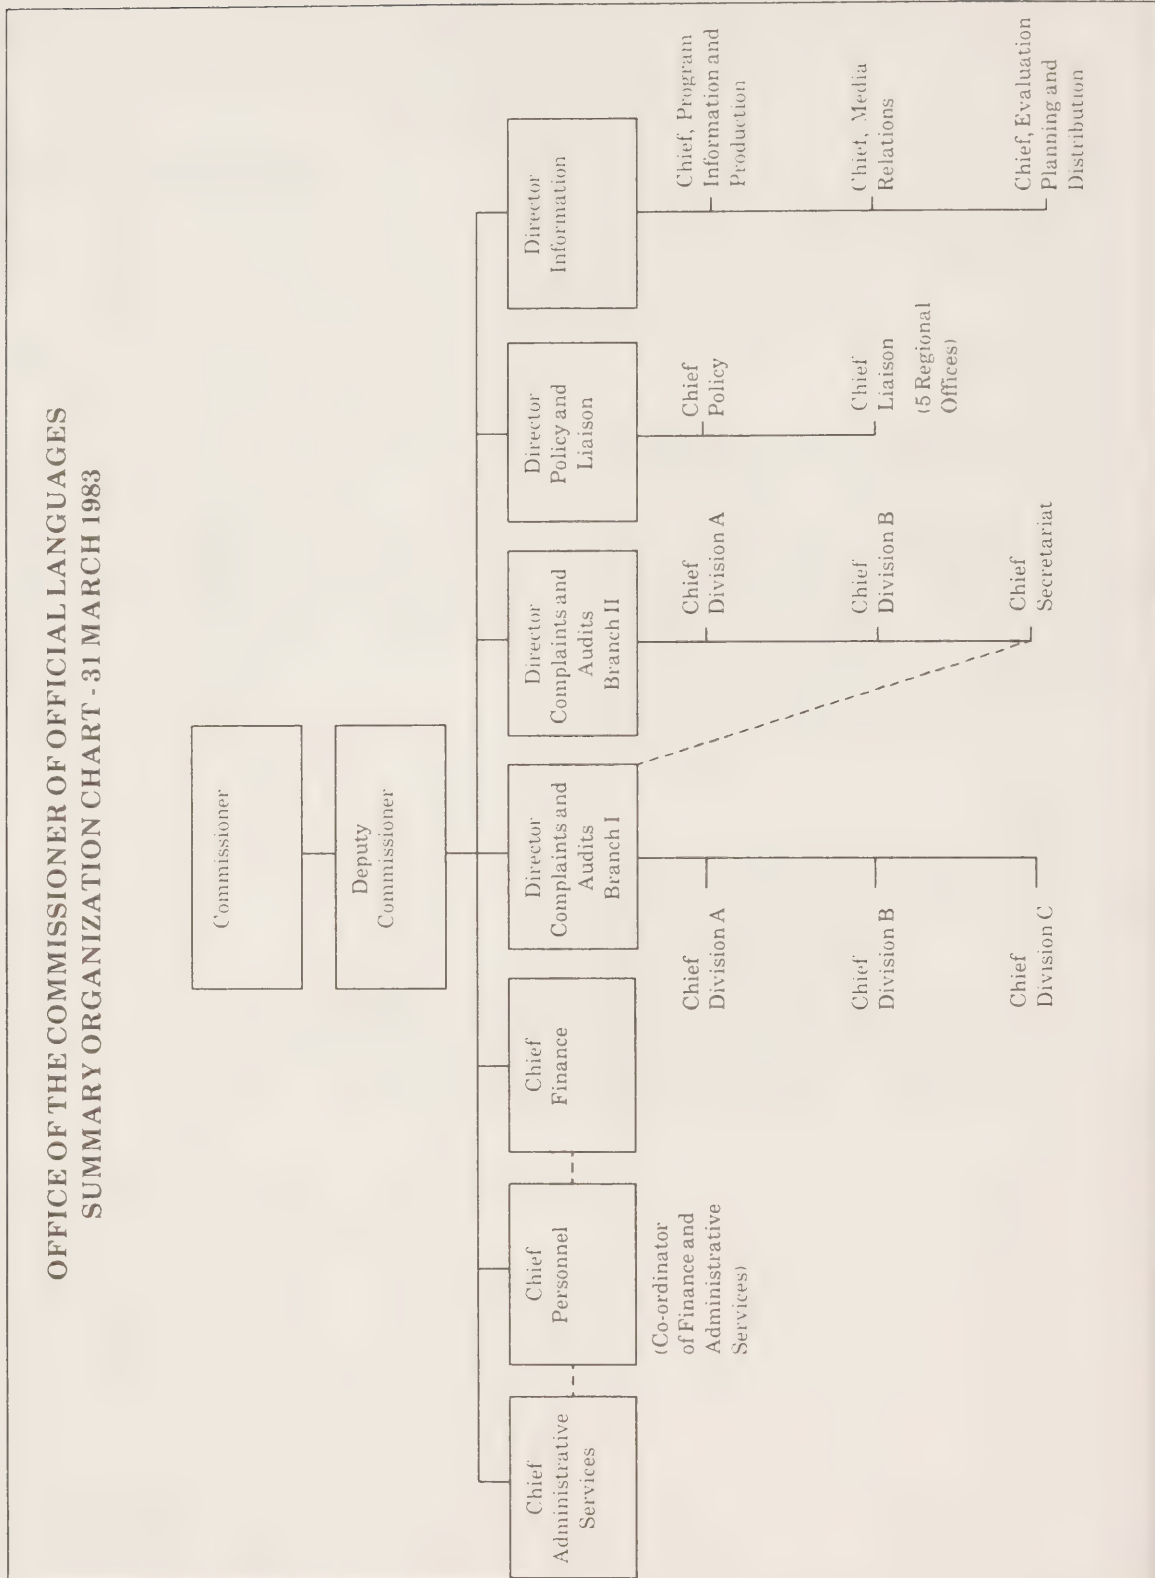 OFFICE OF THE COMMISSIONER OF OFFICIAL LANGUAGES
SUMMARY ORGANIZATION CHART - 31 MARCH 1983
Commissioner
Deputy
Commissioner
Chief
Administrative
Services
Chief
Personnel
(Co-ordinator
of Finance and
Administrative
Services)
Chief
Finance
Director
Complaints and
Audits
Branch I
Chief
Division A
Chief
Division B
Chief
Division C
Director
Complaints and
Audits
Branch II
Chief
Division A
Chief
Division B
Chief
Secretariat
Director
Policy and
Liaison
Chief
Policy
Chief
Liaison
(5 Regional
Offices)
Director
Information
Chief, Program
Information and
Production
Chief, Media
Relations
Chief, Evaluation
Planning and
Distribution